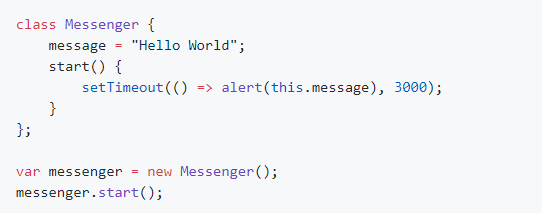 class Messenger {
    message = "Hello World";
    start() {
        setTimeout(() => alert(this.message), 3000);
    }
};

var messenger = new Messenger();
messenger.start();